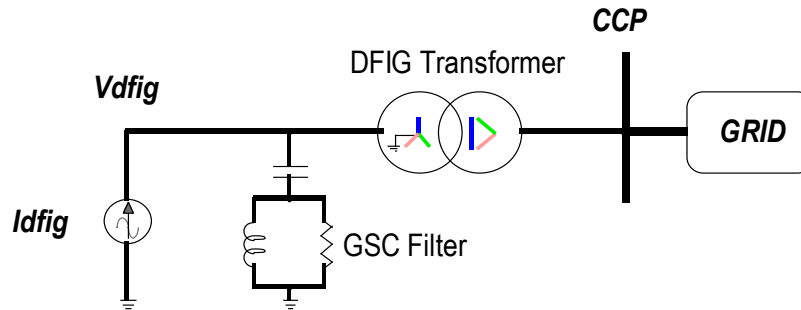 CCP
DFIG Transformer
Vdfig
GRID
Idfig
GSC Filter